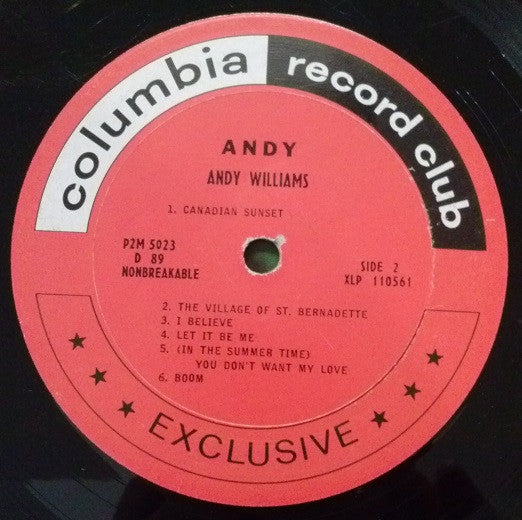 columbia record club
ANDY
ANDY WILLIAMS
1. CANADIAN SUNSET
P2M 5023
D 89
NONBREAKABLE
SIDE 2
XLP 110561
2. THE VILLAGE OF ST. BERNADETTE
3. I BELIEVE
4. LET IT BE ME
5. (IN THE SUMMER TIME)
YOU DON'T WANT MY LOVE
6. BOOM
★ ★ ★ EXCLUSIVE ★ ★ ★